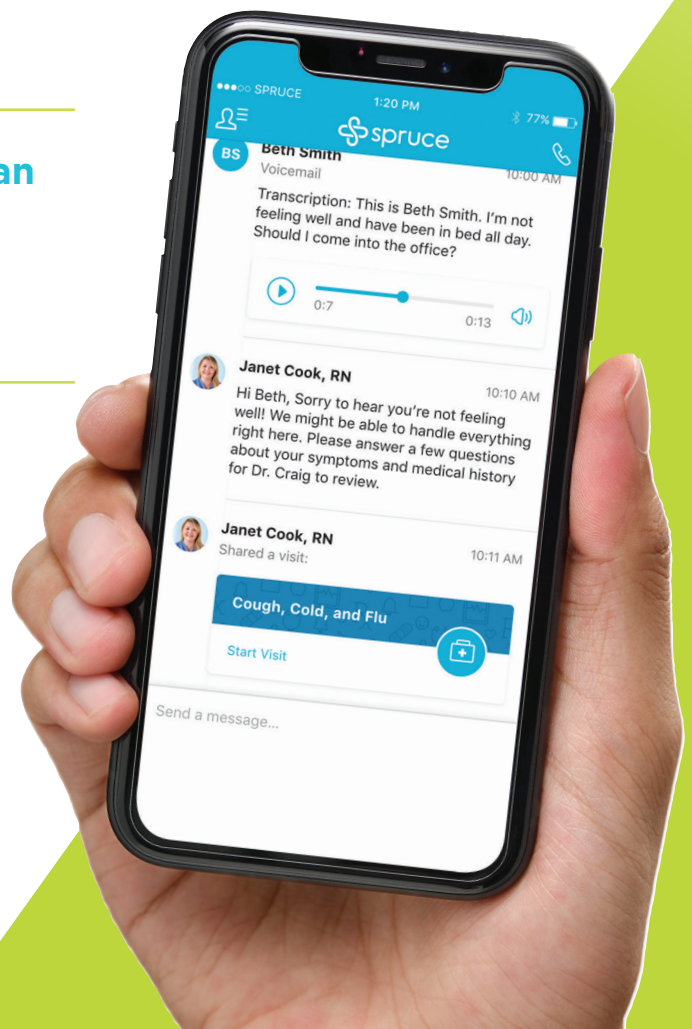 an
SPRUCE
1:20 PM
77%
spruce
BS
Beth Smith
10:00 AM
Voicemail
Transcription: This is Beth Smith. I'm not
feeling well and have been in bed all day.
Should I come into the office?
0:7
0:13
Janet Cook, RN
10:10 AM
Hi Beth, Sorry to hear you're not feeling
well! We might be able to handle everything
right here. Please answer a few questions
about your symptoms and medical history
for Dr. Craig to review.
Janet Cook, RN
10:11 AM
Shared a visit:
Cough, Cold, and Flu
Start Visit
Send a message...